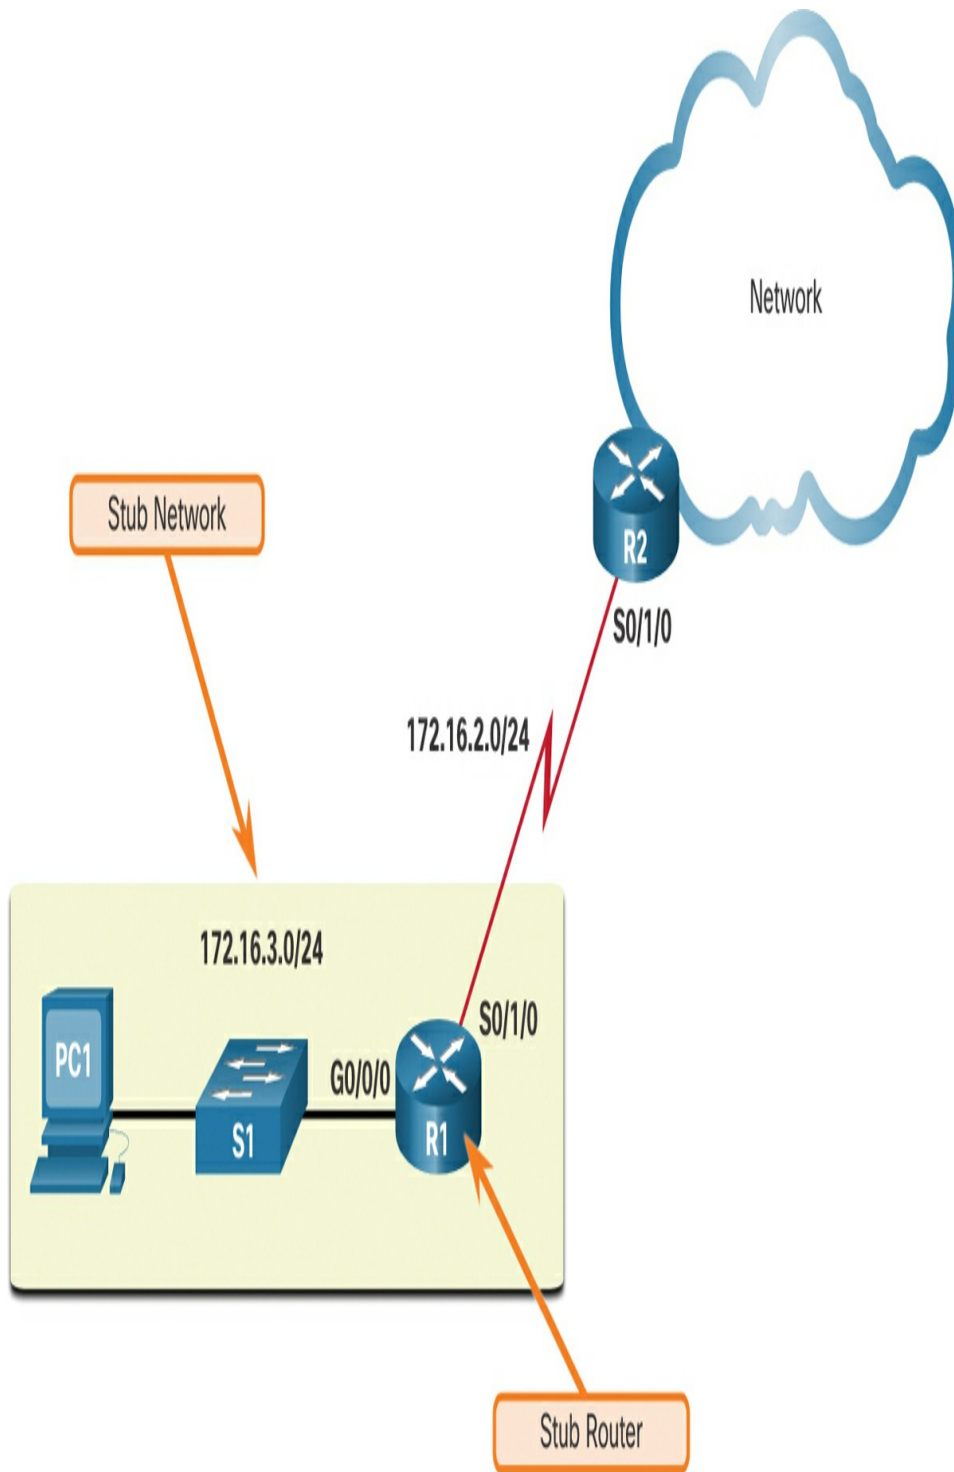 Network
R2
S0/1/0
Stub Network
172.16.2.0/24
172.16.3.0/24
PC1
S1
G0/0/0
R1
S0/1/0
Stub Router